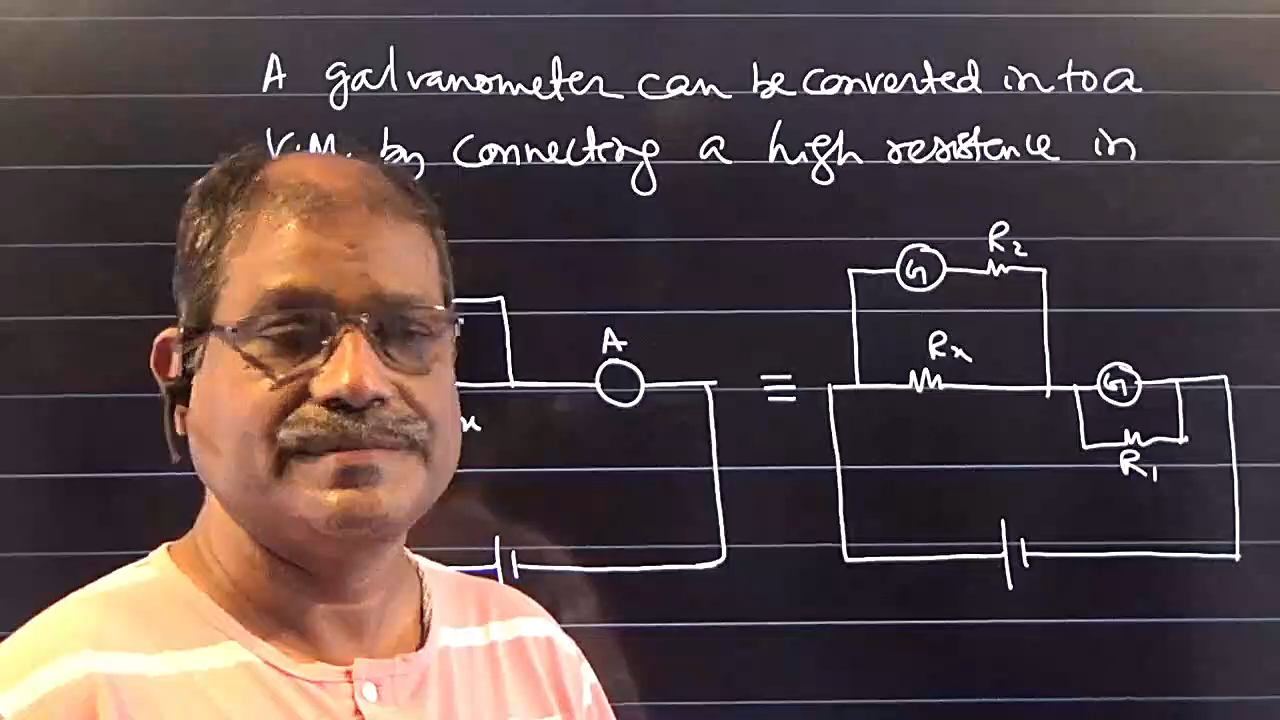 A galvanometer can be converted in to a
V.M. by connecting a high resistence in
R2
G
A
Rx
≡
G
x
R1